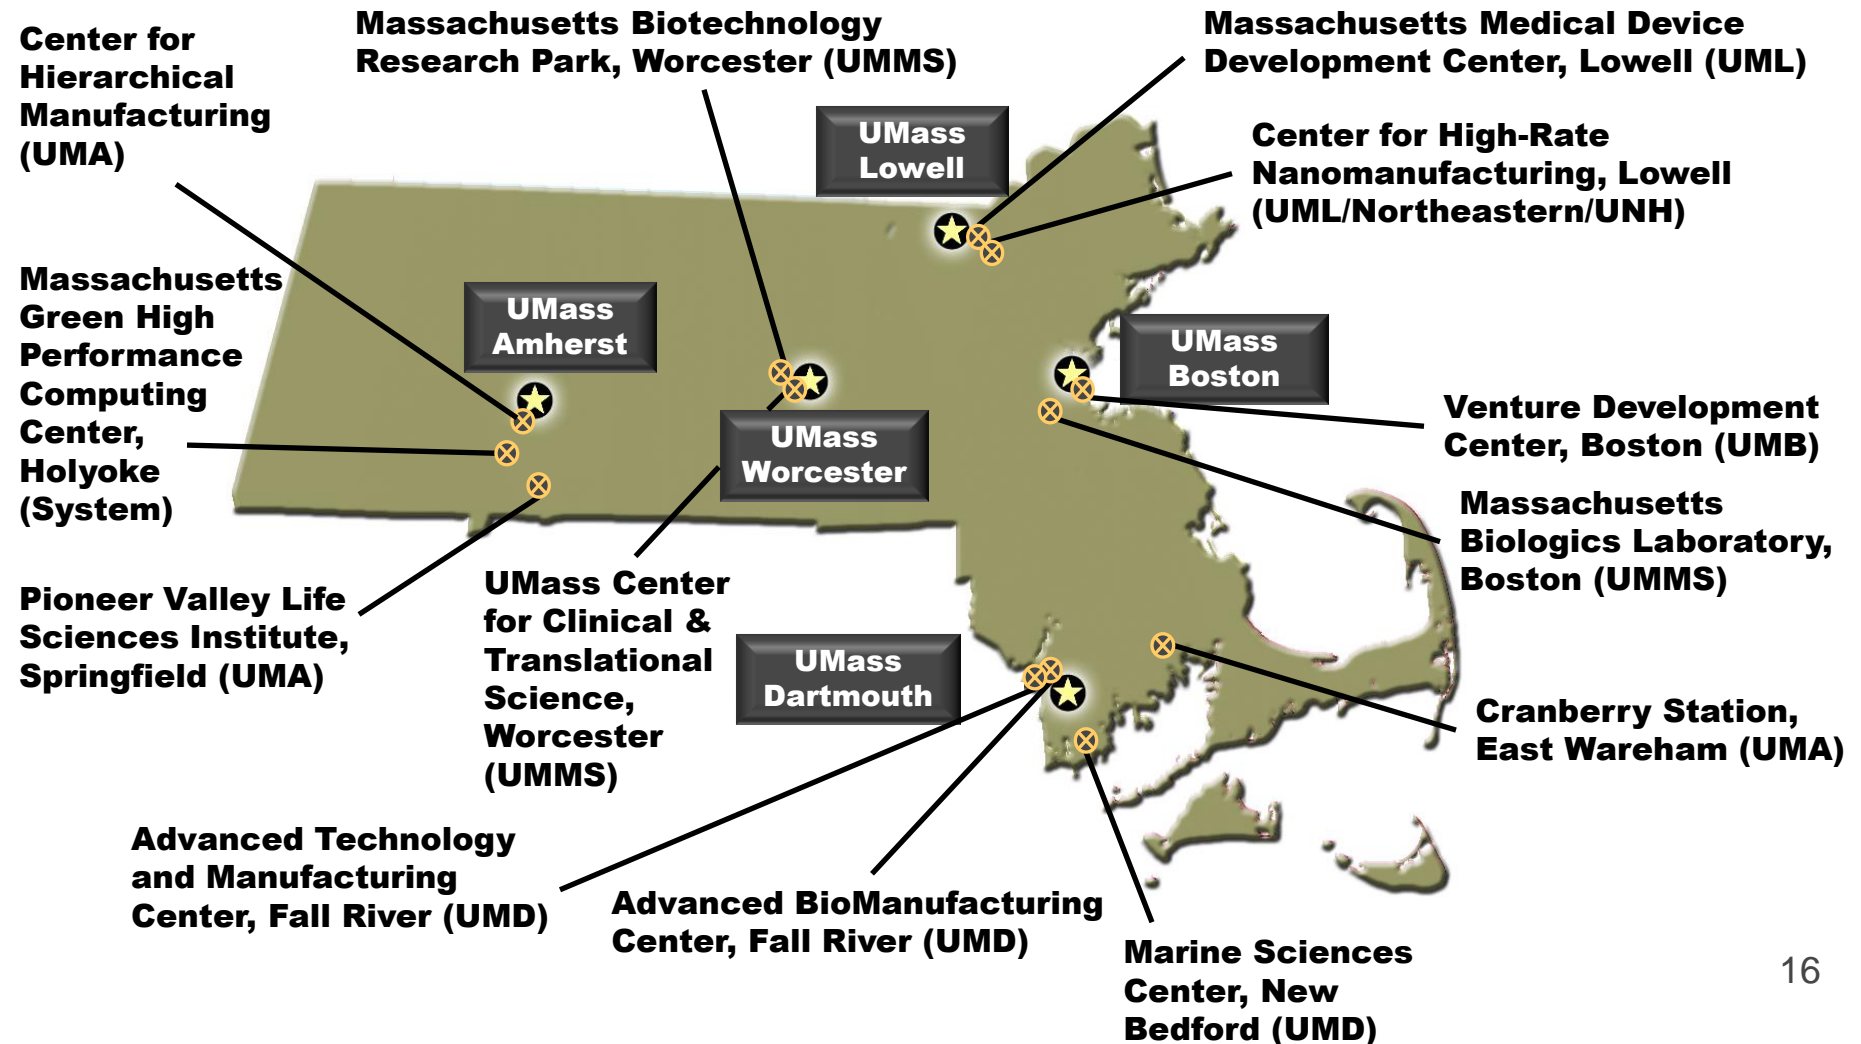 Center for
Hierarchical
Manufacturing
(UMA)
Massachusetts Biotechnology
Research Park, Worcester (UMMS)
Massachusetts Medical Device
Development Center, Lowell (UML)
UMass
Lowell
Center for High-Rate
Nanomanufacturing, Lowell
(UML/Northeastern/UNH)
Massachusetts
Green High
Performance
Computing
Center,
Holyoke
(System)
UMass
Amherst
UMass
Boston
UMass
Worcester
Venture Development
Center, Boston (UMB)
Massachusetts
Biologics Laboratory,
Boston (UMMS)
Pioneer Valley Life
Sciences Institute,
Springfield (UMA)
UMass Center
for Clinical &
Translational
Science,
Worcester
(UMMS)
UMass
Dartmouth
Cranberry Station,
East Wareham (UMA)
Advanced Technology
and Manufacturing
Center, Fall River (UMD)
Advanced BioManufacturing
Center, Fall River (UMD)
Marine Sciences
Center, New
Bedford (UMD)
16